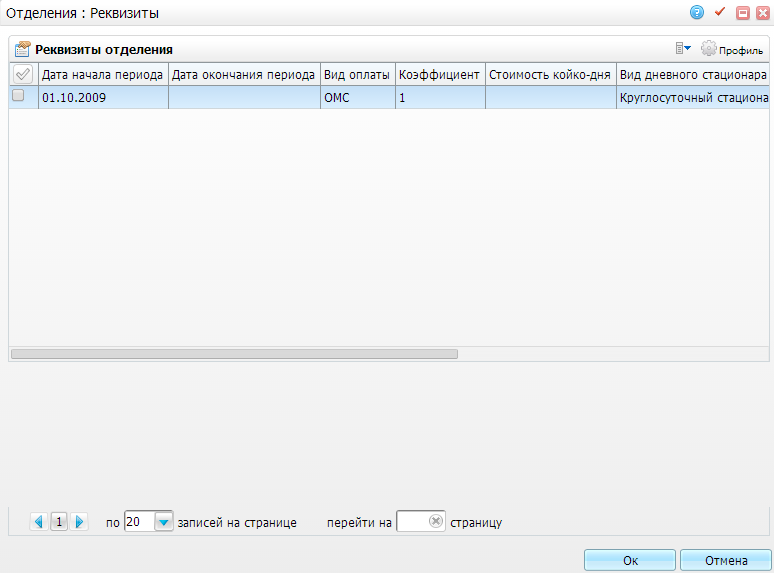 Отделения : Реквизиты
Реквизиты отделения Профиль
Дата начала периода Дата окончания периода Вид оплаты Коэффициент Стоимость койко-дня Вид дневного стационара
01.10.2009 ОМС 1 Круглосуточный стациона
1 по 20 записей на странице перейти на страницу
Ок Отмена